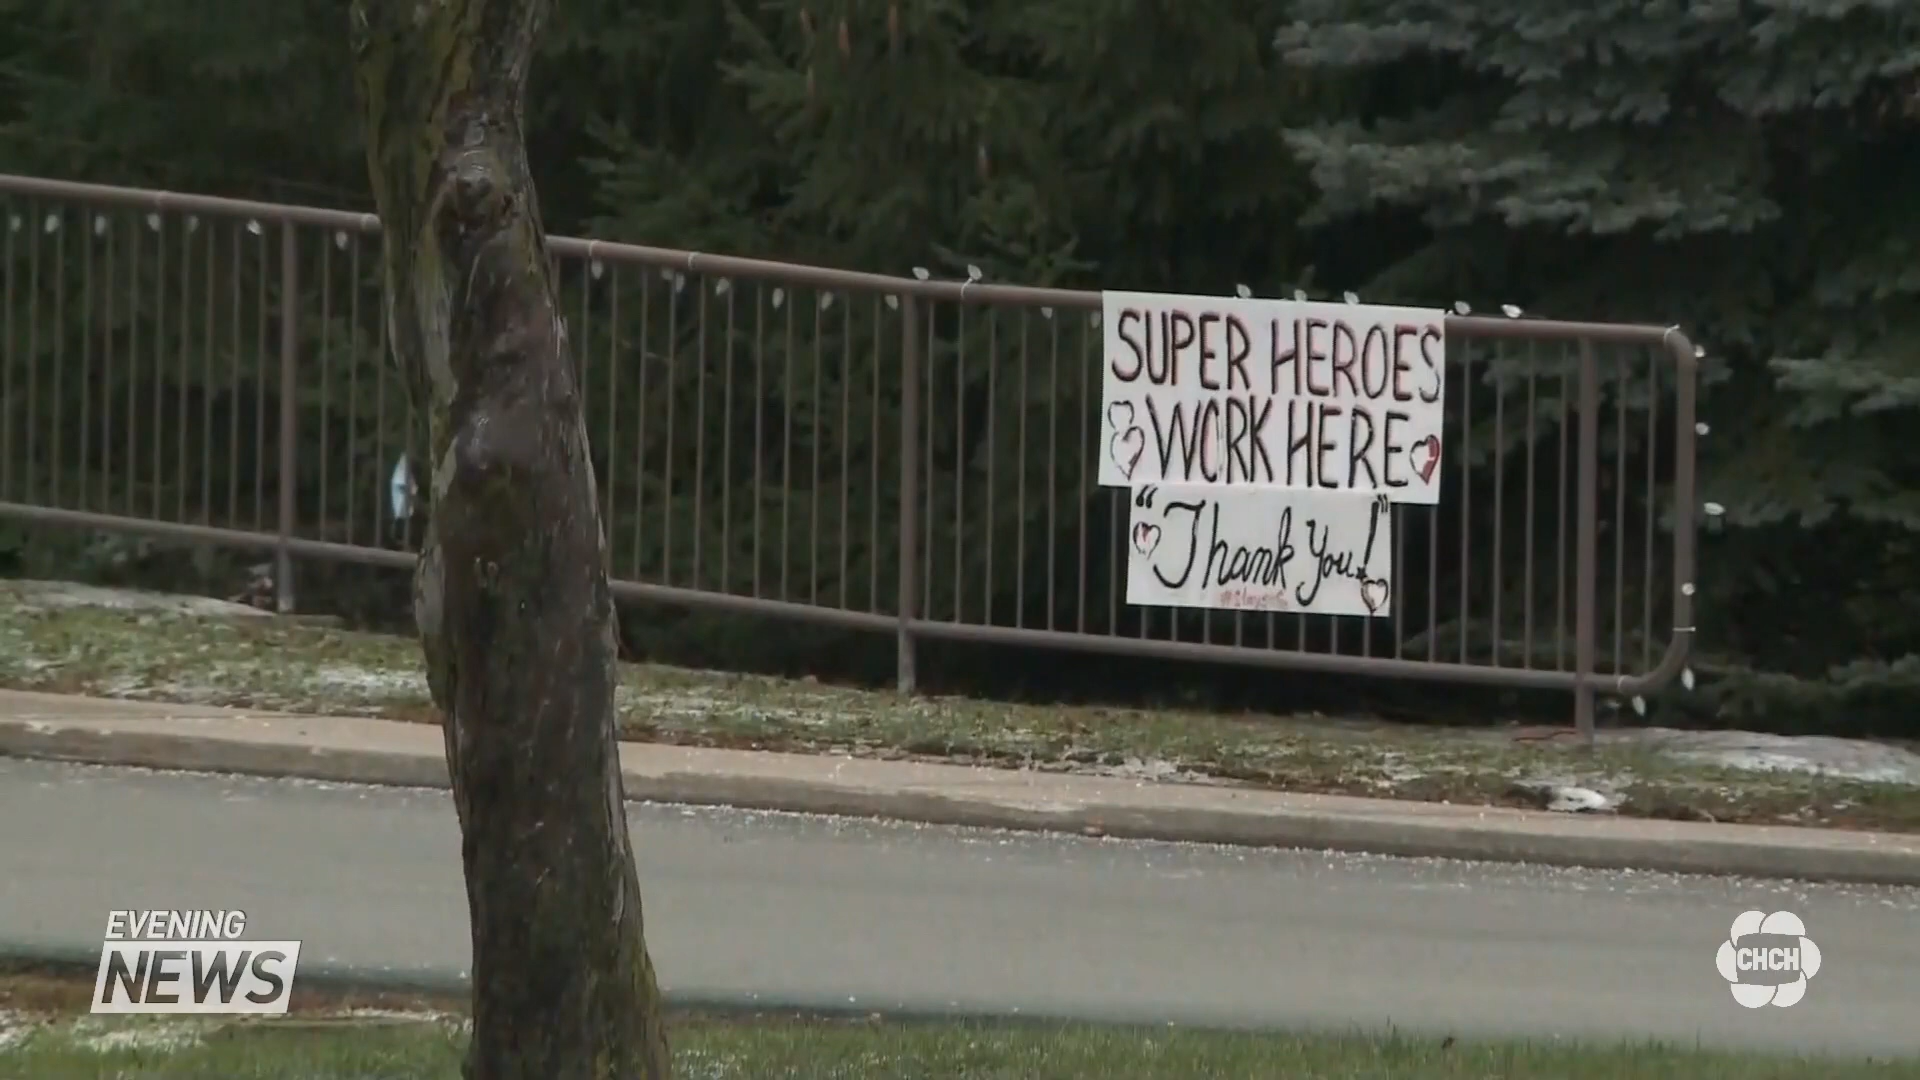 SUPER HEROES
WORK HERE
"Thank You!"
EVENING
NEWS
CHCH